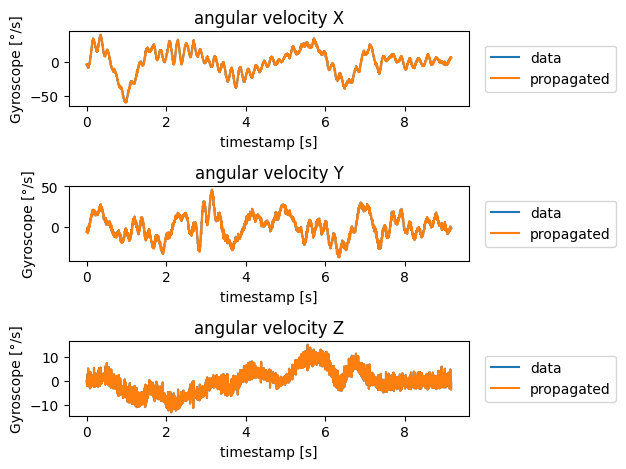 angular velocity X
Gyroscope [°/s]
0
−50
0 2 4 6 8
timestamp [s]
data
propagated
angular velocity Y
Gyroscope [°/s]
50
0
0 2 4 6 8
timestamp [s]
data
propagated
angular velocity Z
Gyroscope [°/s]
10
0
−10
0 2 4 6 8
timestamp [s]
data
propagated